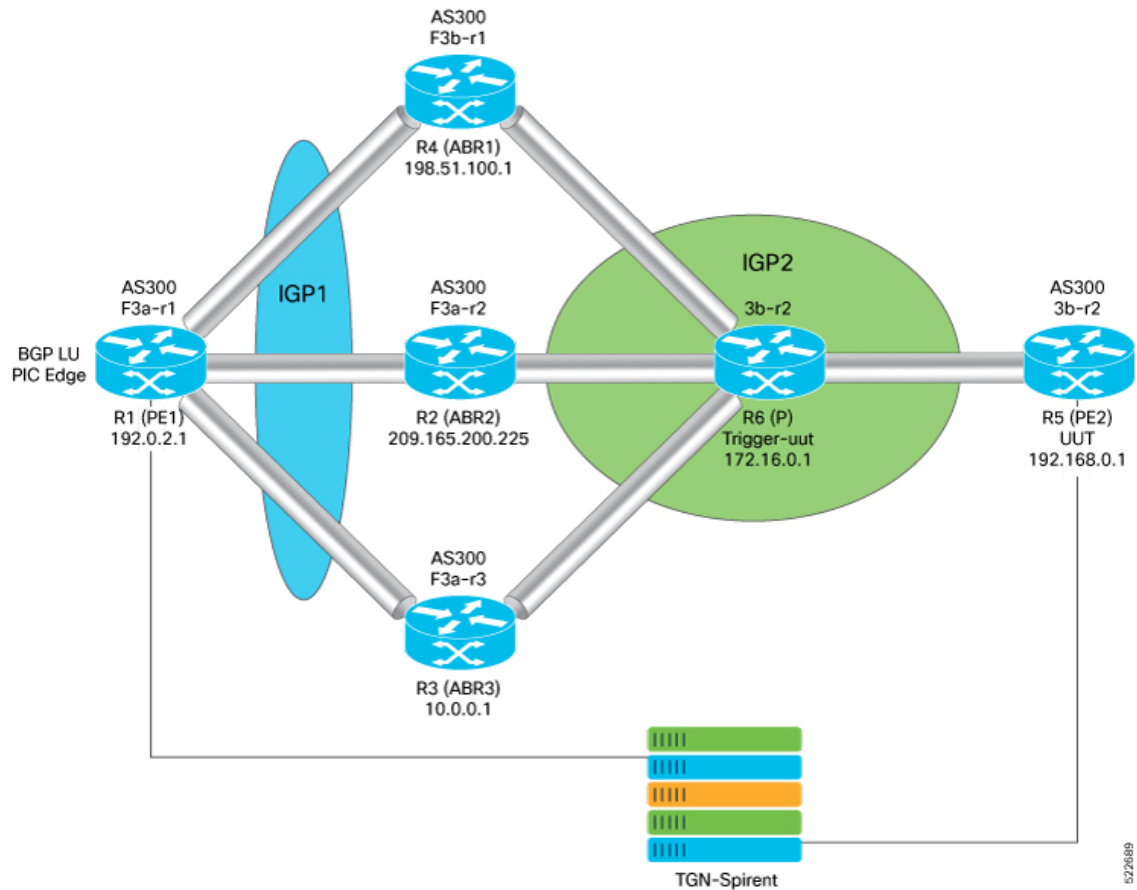 AS300
F3b-r1
R4 (ABR1)
198.51.100.1
IGP1
IGP2
AS300
F3a-r1
BGP LU
PIC Edge
R1 (PE1)
192.0.2.1
AS300
F3a-r2
R2 (ABR2)
209.165.200.225
3b-r2
R6 (P)
Trigger-uut
172.16.0.1
AS300
3b-r2
R5 (PE2)
UUT
192.168.0.1
AS300
F3a-r3
R3 (ABR3)
10.0.0.1
TGN-Spirent
522689